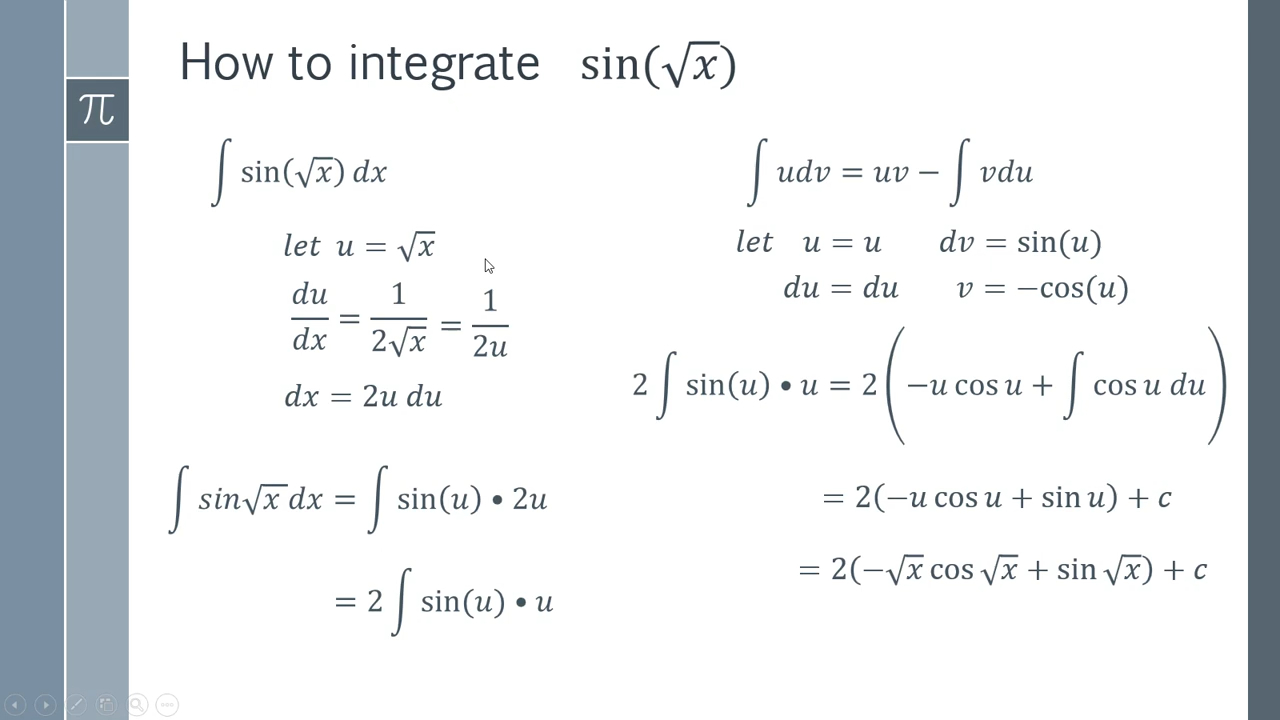 How to integrate sin(√x)
π
∫ sin(√x) dx
let u = √x
du/dx = 1/(2√x) = 1/(2u)
dx = 2u du
∫ sin√x dx = ∫ sin(u) • 2u
= 2 ∫ sin(u) • u
∫ udv = uv − ∫ vdu
let u = u dv = sin(u)
du = du v = −cos(u)
2 ∫ sin(u) • u = 2(−u cos u + ∫ cos u du)
= 2(−u cos u + sin u) + c
= 2(−√x cos √x + sin √x) + c